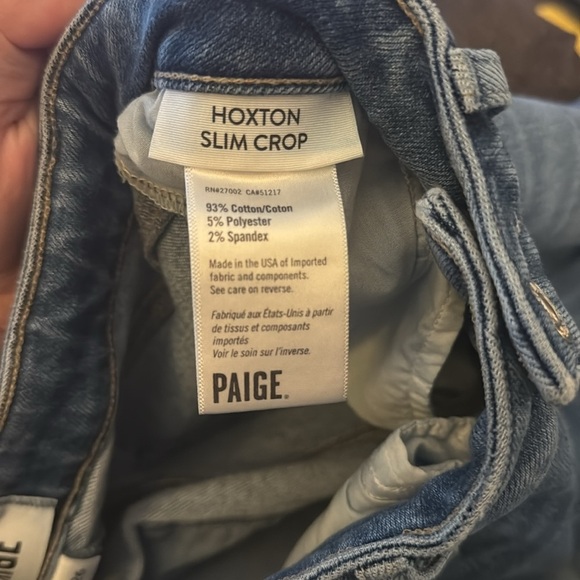 HOXTON
SLIM CROP
RN#27002 CA#51217
93% Cotton/Coton
5% Polyester
2% Spandex
Made in the USA of Imported
fabric and components.
See care on reverse.
Fabriqué aux États-Unis à partir
de tissus et composants
importés
Voir le soin sur l'inverse.
PAIGE.